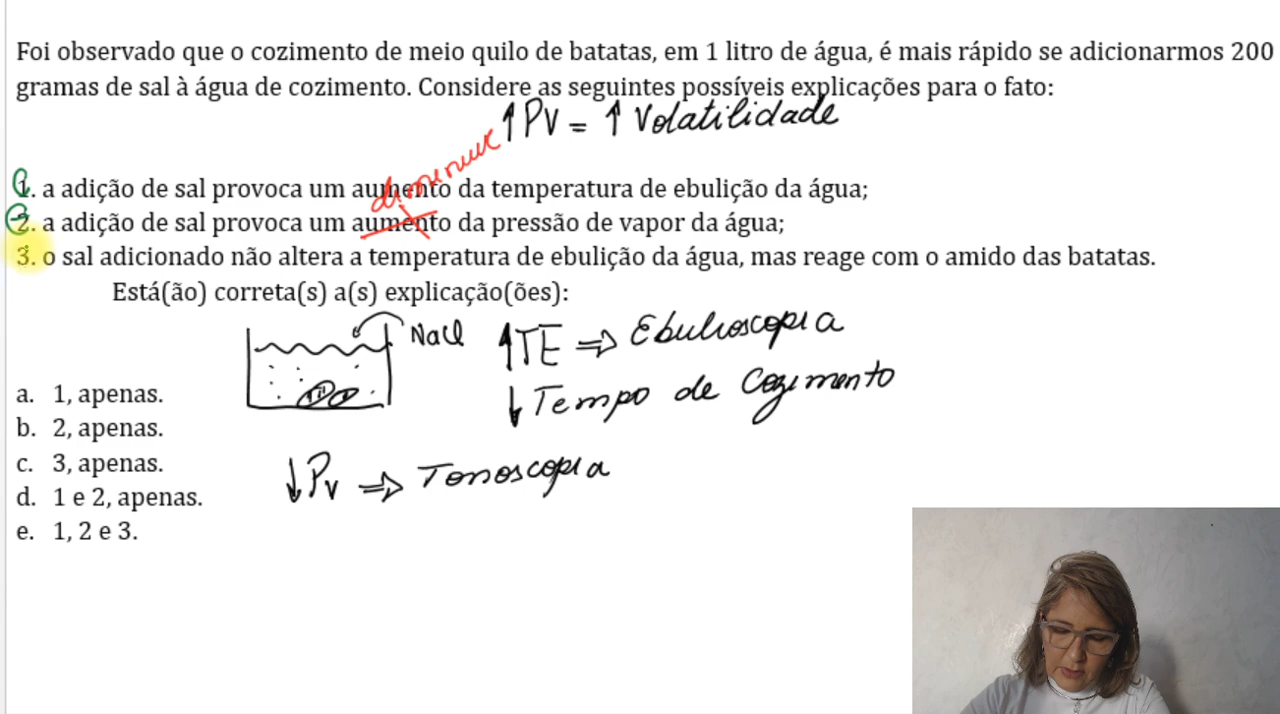 Foi observado que o cozimento de meio quilo de batatas, em 1 litro de água, é mais rápido se adicionarmos 200
gramas de sal à água de cozimento. Considere as seguintes possíveis explicações para o fato:
↑ PV = ↑ Volatilidade
diminui
1. a adição de sal provoca um aumento da temperatura de ebulição da água;
2. a adição de sal provoca um aumento da pressão de vapor da água;
3. o sal adicionado não altera a temperatura de ebulição da água, mas reage com o amido das batatas.
Está(ão) correta(s) a(s) explicação(ões):
NaCl
↑TE ⇒ Ebulioscopia
↓ Tempo de Cozimento
a. 1, apenas.
b. 2, apenas.
c. 3, apenas.
d. 1 e 2, apenas.
e. 1, 2 e 3.
↓Pv ⇒ Tonoscopia